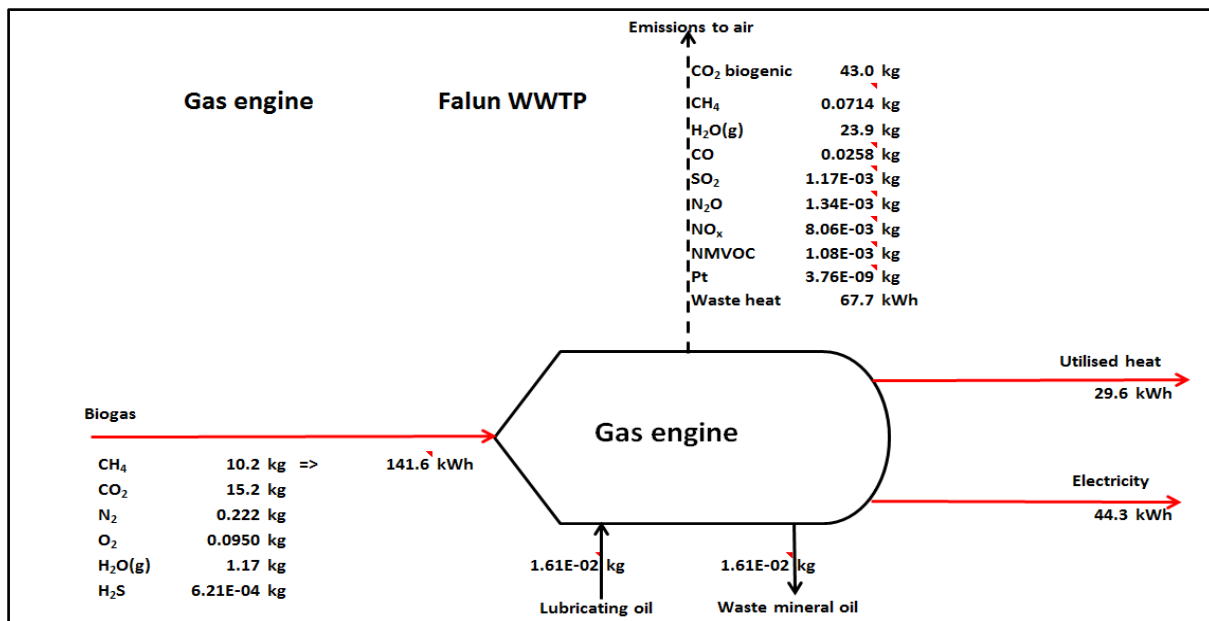 Emissions to air
CO₂ biogenic 43.0 kg
Gas engine Falun WWTP
CH₄ 0.0714 kg
H₂O(g) 23.9 kg
CO 0.0258 kg
SO₂ 1.17E-03 kg
N₂O 1.34E-03 kg
NOₓ 8.06E-03 kg
NMVOC 1.08E-03 kg
Pt 3.76E-09 kg
Waste heat 67.7 kWh
Utilised heat
29.6 kWh
Biogas
Gas engine
CH₄ 10.2 kg => 141.6 kWh
CO₂ 15.2 kg
N₂ 0.222 kg
O₂ 0.0950 kg
H₂O(g) 1.17 kg
H₂S 6.21E-04 kg
Electricity
44.3 kWh
1.61E-02 kg
Lubricating oil
1.61E-02 kg
Waste mineral oil